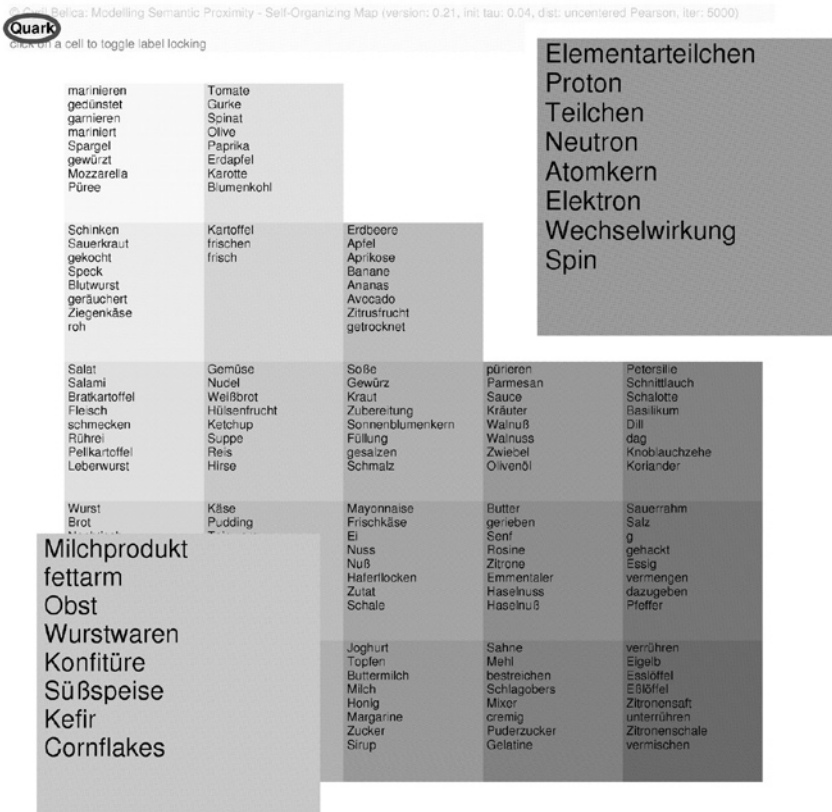 © Cyril Belica: Modelling Semantic Proximity - Self-Organizing Map (version: 0.21, init tau: 0.04, dist: uncentered Pearson, iter: 5000)
Quark
click on a cell to toggle label locking
Elementarteilchen
Proton
Teilchen
Neutron
Atomkern
Elektron
Wechselwirkung
Spin
marinieren
gedünstet
garnieren
mariniert
Spargel
gewürzt
Mozzarella
Püree
Tomate
Gurke
Spinat
Olive
Paprika
Erdapfel
Karotte
Blumenkohl
Schinken
Sauerkraut
gekocht
Speck
Blutwurst
geräuchert
Ziegenkäse
roh
Kartoffel
frischen
frisch
Erdbeere
Apfel
Aprikose
Banane
Ananas
Avocado
Zitrusfrucht
getrocknet
Salat
Salami
Bratkartoffel
Fleisch
schmecken
Rührei
Pellkartoffel
Leberwurst
Gemüse
Nudel
Weißbrot
Hülsenfrucht
Ketchup
Suppe
Reis
Hirse
Soße
Gewürz
Kraut
Zubereitung
Sonnenblumenkern
Füllung
gesalzen
Schmalz
pürieren
Parmesan
Sauce
Kräuter
Walnuß
Walnuss
Zwiebel
Olivenöl
Petersilie
Schnittlauch
Schalotte
Basilikum
Dill
dag
Knoblauchzehe
Koriander
Wurst
Brot
Käse
Pudding
Mayonnaise
Frischkäse
Ei
Nuss
Nuß
Haferflocken
Zutat
Schale
Butter
gerieben
Senf
Rosine
Zitrone
Emmentaler
Haselnuss
Haselnuß
Sauerrahm
Salz
g
gehackt
Essig
vermengen
dazugeben
Pfeffer
Milchprodukt
fettarm
Obst
Wurstwaren
Konfitüre
Süßspeise
Kefir
Cornflakes
Joghurt
Topfen
Buttermilch
Milch
Honig
Margarine
Zucker
Sirup
Sahne
Mehl
bestreichen
Schlagobers
Mixer
cremig
Puderzucker
Gelatine
verrühren
Eigelb
Esslöffel
Eßlöffel
Zitronensaft
unterrühren
Zitronenschale
vermischen